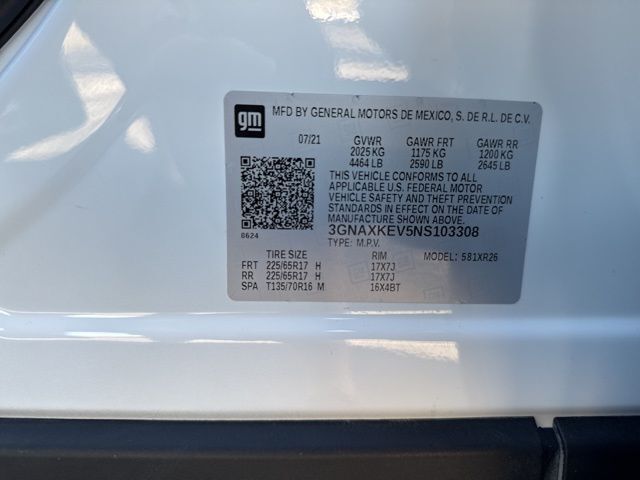 gm MFD BY GENERAL MOTORS DE MEXICO, S. DE R.L. DE C.V.
07/21 GVWR GAWR FRT GAWR RR
2025 KG 1175 KG 1200 KG
4464 LB 2590 LB 2645 LB
THIS VEHICLE CONFORMS TO ALL
APPLICABLE U.S. FEDERAL MOTOR
VEHICLE SAFETY AND THEFT PREVENTION
STANDARDS IN EFFECT ON THE DATE OF
MANUFACTURE SHOWN ABOVE.
3GNAXKEV5NS103308
0624 TYPE: M.P.V.
TIRE SIZE RIM MODEL: 581XR26
FRT 225/65R17 H 17X7J
RR 225/65R17 H 17X7J
SPA T135/70R16 M 16X4BT